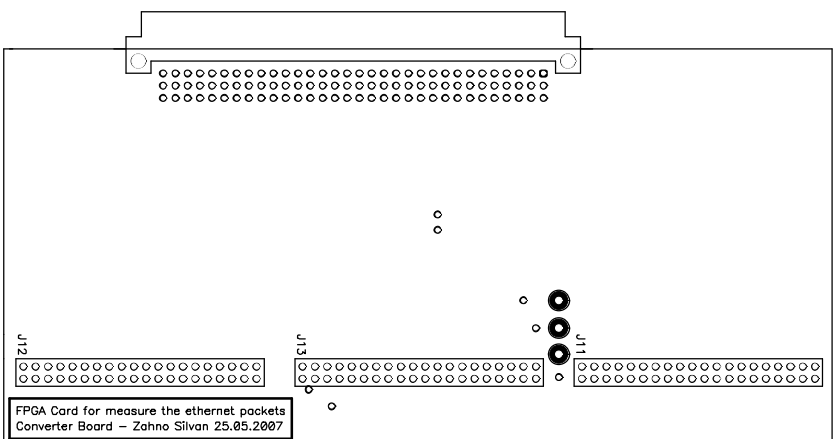 J12
J13
J11
FPGA Card for measure the ethernet packets
Converter Board – Zahno Silvan 25.05.2007